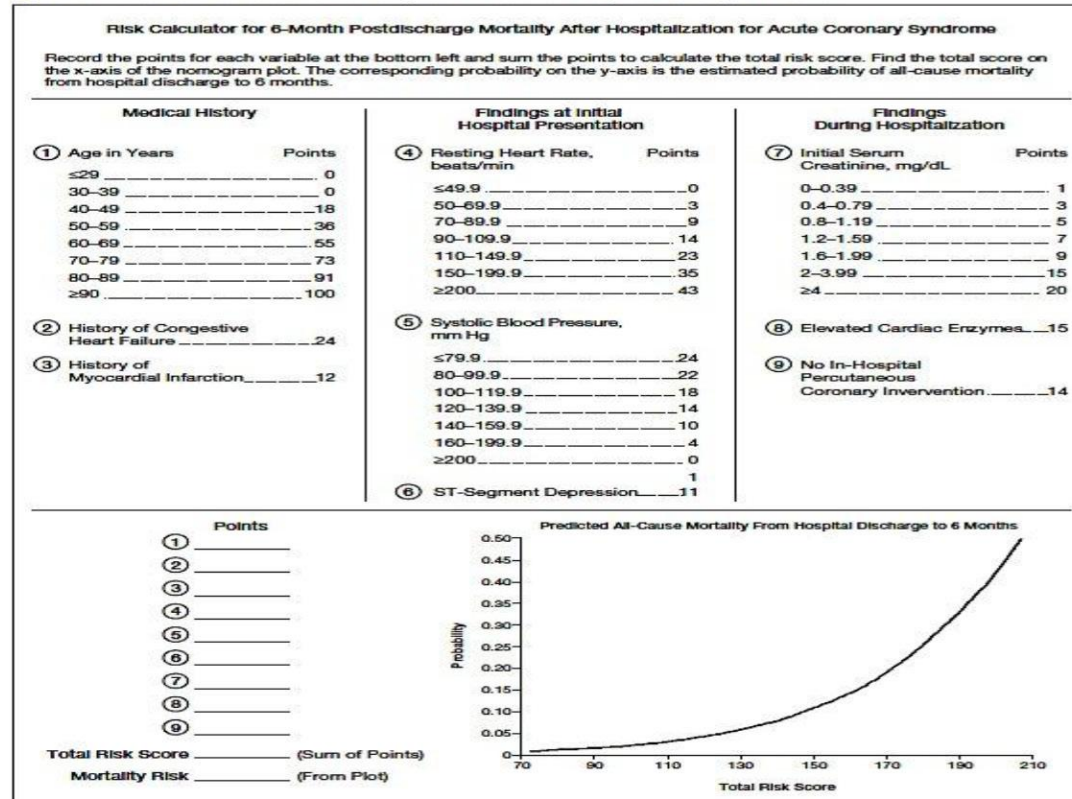 Risk Calculator for 6-Month Postdischarge Mortality After Hospitalization for Acute Coronary Syndrome
Record the points for each variable at the bottom left and sum the points to calculate the total risk score. Find the total score on
the x-axis of the nomogram plot. The corresponding probability on the y-axis is the estimated probability of all-cause mortality
from hospital discharge to 6 months.
Medical History
1 Age in Years Points
≤29 0
30–39 0
40–49 18
50–59 36
60–69 55
70–79 73
80–89 91
≥90 100
2 History of Congestive
Heart Failure 24
3 History of
Myocardial Infarction 12
Findings at Initial
Hospital Presentation
4 Resting Heart Rate, Points
beats/min
≤49.9 0
50–69.9 3
70–89.9 9
90–109.9 14
110–149.9 23
150–199.9 35
≥200 43
5 Systolic Blood Pressure,
mm Hg
≤79.9 24
80–99.9 22
100–119.9 18
120–139.9 14
140–159.9 10
160–199.9 4
≥200 0
1
6 ST-Segment Depression 11
Findings
During Hospitalization
7 Initial Serum Points
Creatinine, mg/dL
0–0.39 1
0.4–0.79 3
0.8–1.19 5
1.2–1.59 7
1.6–1.99 9
2–3.99 15
≥4 20
8 Elevated Cardiac Enzymes 15
9 No In-Hospital
Percutaneous
Coronary Invervention 14
Points
1
2
3
4
5
6
7
8
9
Total Risk Score (Sum of Points)
Mortality Risk (From Plot)
Predicted All-Cause Mortality From Hospital Discharge to 6 Months
Probability
0.50
0.45
0.40
0.35
0.30
0.25
0.20
0.15
0.10
0.05
0
70 90 110 130 150 170 190 210
Total Risk Score